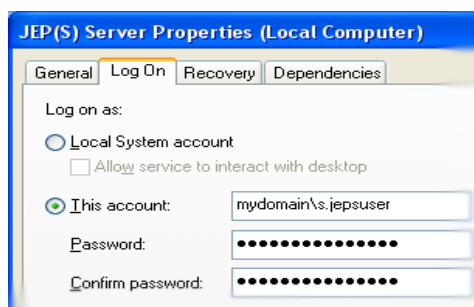 JEP(S) Server Properties (Local Computer)
General Log On Recovery Dependencies
Log on as:
Local System account
Allow service to interact with desktop
This account: mydomain\s.jepsuser
Password: ●●●●●●●●●●●●●●●
Confirm password: ●●●●●●●●●●●●●●●